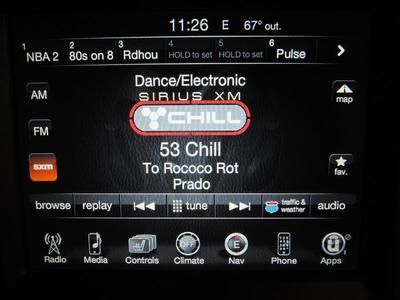 11:26 E 67° out.
1 NBA 2 2 80s on 8 3 Rdhou 4 HOLD to set 5 HOLD to set 6 Pulse
Dance/Electronic
SIRIUS XM
CHILL
AM
map
FM
53 Chill
To Rococo Rot
Prado
sxm
fav.
browse replay tune traffic & weather audio
OFF E
Radio Media Controls Climate Nav Phone Apps